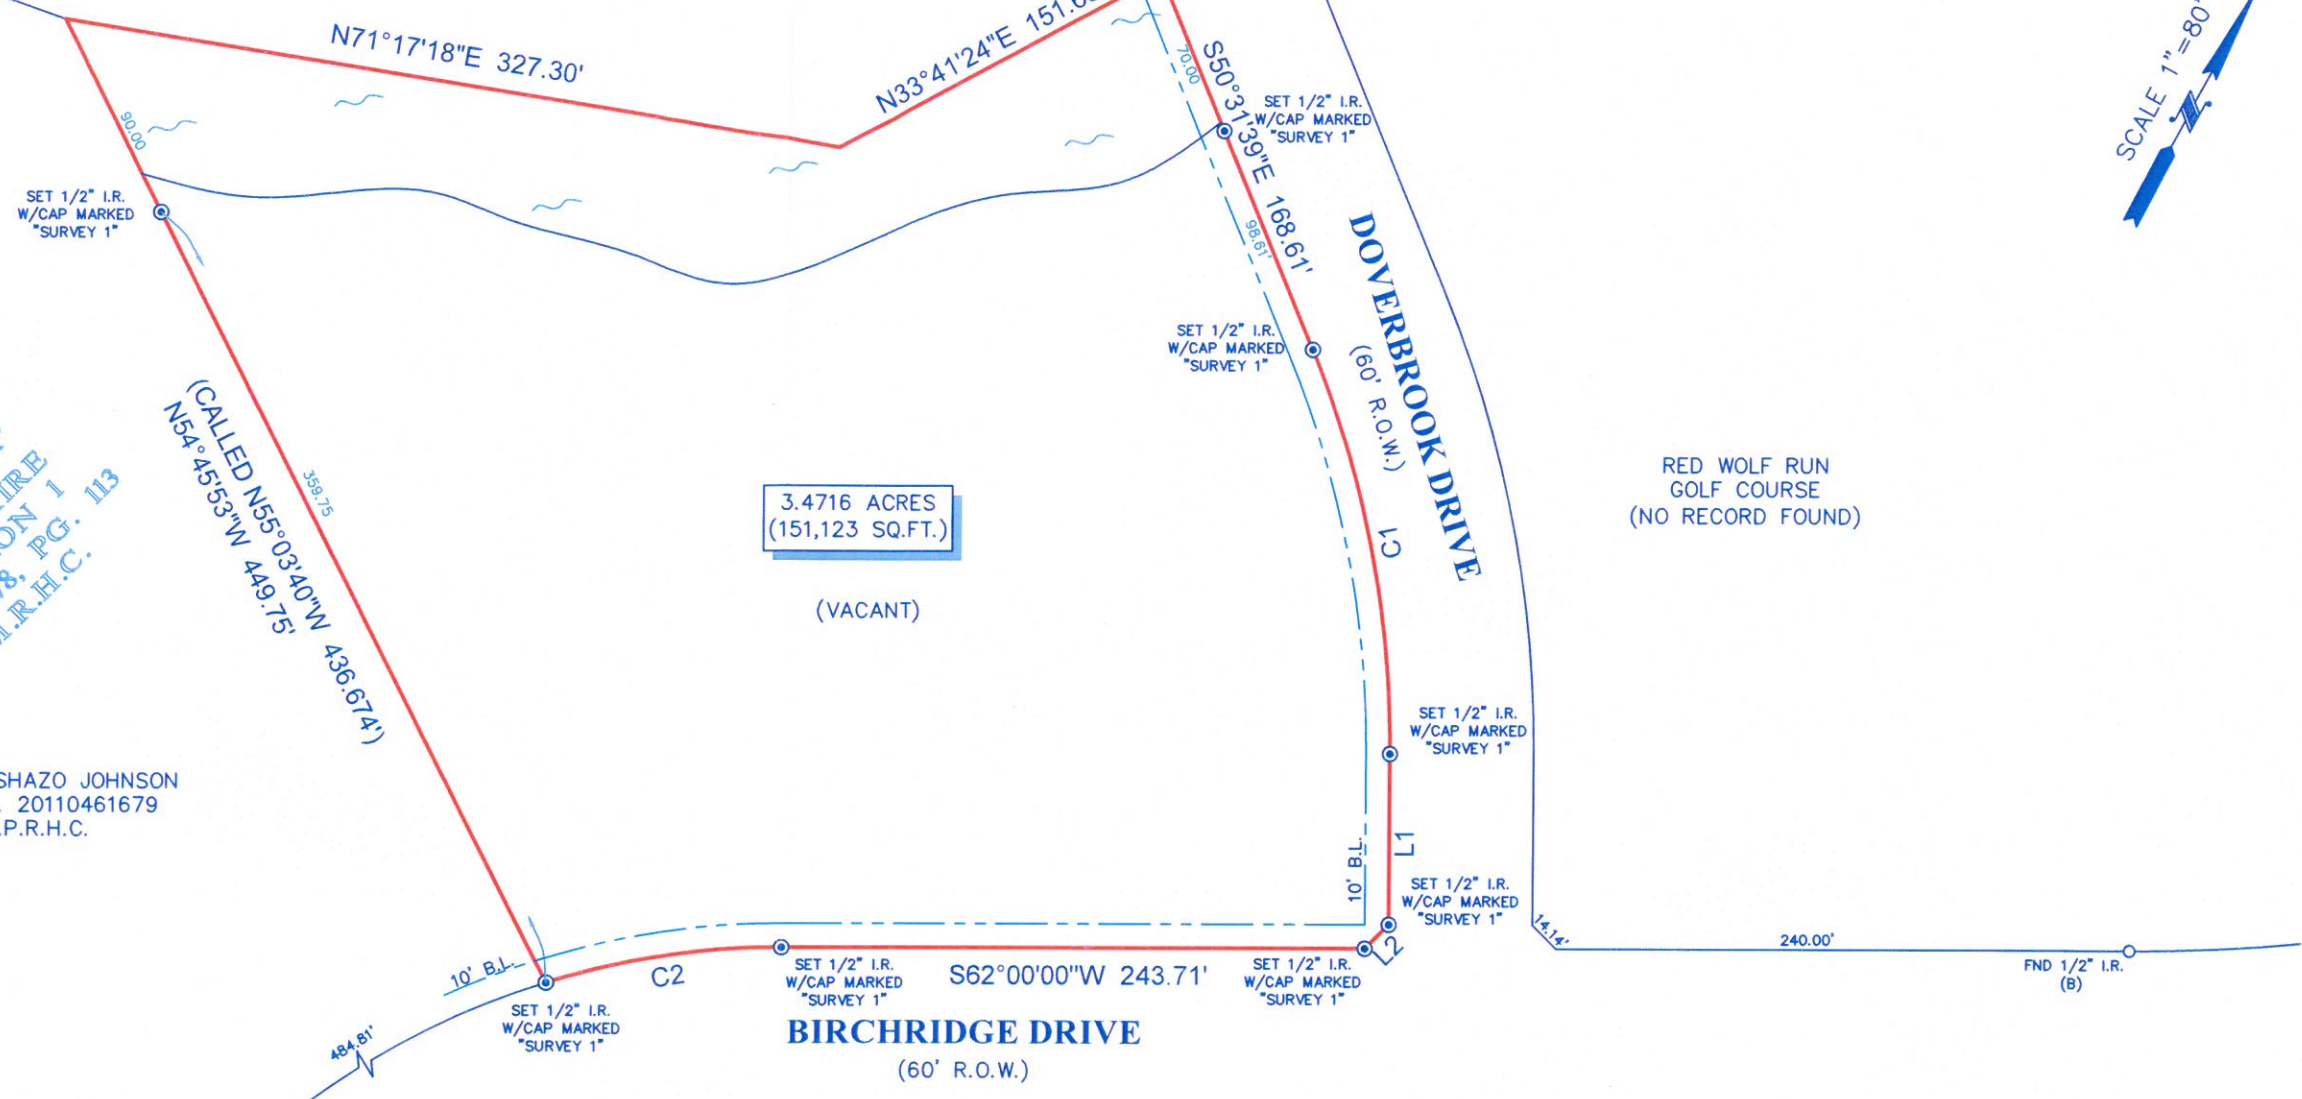 N71°17'18"E 327.30'
N33°41'24"E
SCALE 1"=80'
N
70.00
S50°31'39"E 168.61'
SET 1/2" I.R.
W/CAP MARKED
"SURVEY 1"
90.00
SET 1/2" I.R.
W/CAP MARKED
"SURVEY 1"
98.61'
DOVERBROOK DRIVE
(60' R.O.W.)
SET 1/2" I.R.
W/CAP MARKED
"SURVEY 1"
(CALLED N55°03'40"W 436.674')
N54°45'53"W 449.75'
359.75
PG. 113
3.4716 ACRES
(151,123 SQ.FT.)
(VACANT)
C1
RED WOLF RUN
GOLF COURSE
(NO RECORD FOUND)
SET 1/2" I.R.
W/CAP MARKED
"SURVEY 1"
JOHNSON
20110461679
P.R.H.C.
L1
10' B.L.
SET 1/2" I.R.
W/CAP MARKED
"SURVEY 1"
14.14'
240.00'
FND 1/2" I.R.
(B)
L2
10' B.L.
C2
SET 1/2" I.R.
W/CAP MARKED
"SURVEY 1"
S62°00'00"W 243.71'
SET 1/2" I.R.
W/CAP MARKED
"SURVEY 1"
SET 1/2" I.R.
W/CAP MARKED
"SURVEY 1"
BIRCHRIDGE DRIVE
(60' R.O.W.)
484.81'